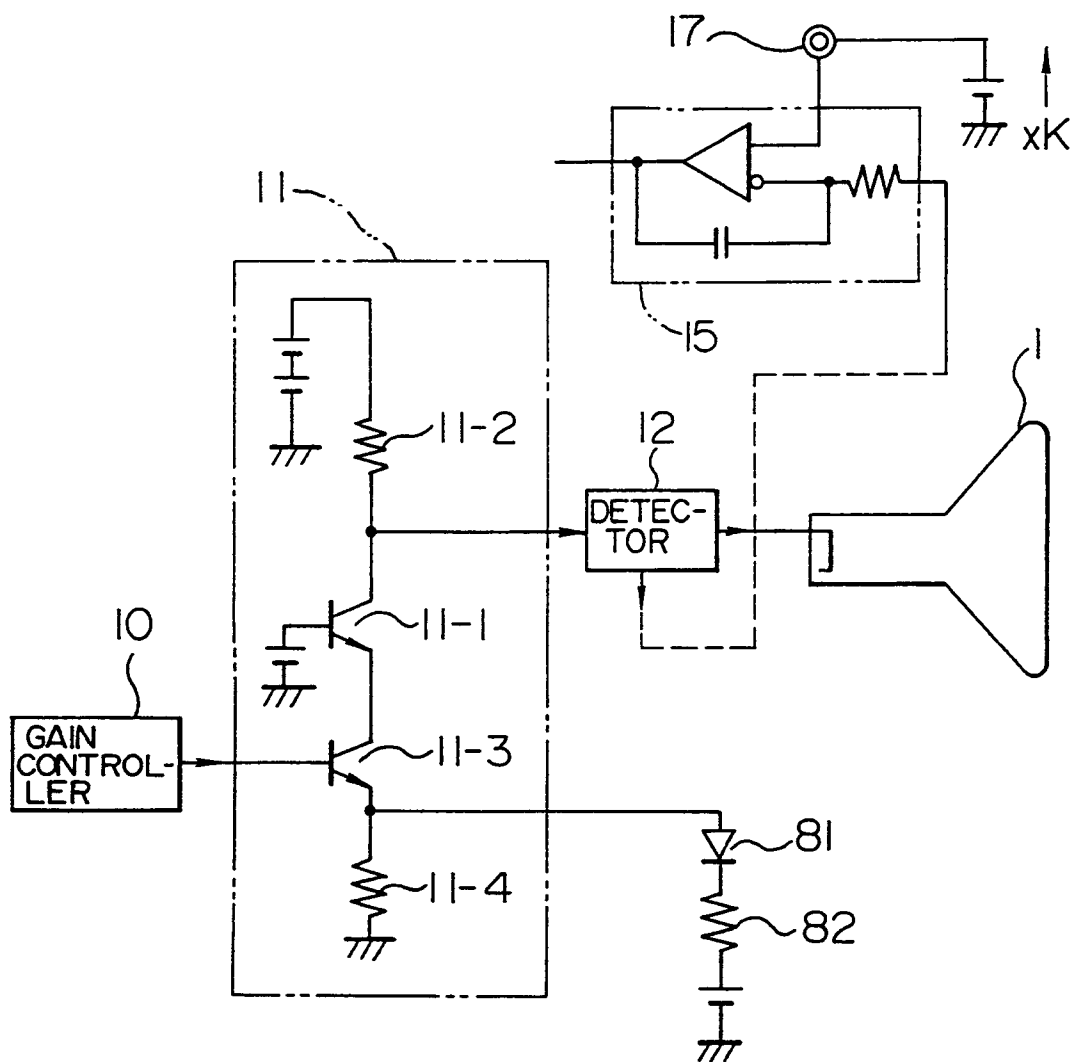 17
xK
11
15
1
11-2
12
DETEC-
TOR
11-1
10
GAIN
CONTROL-
LER
11-3
81
11-4
82